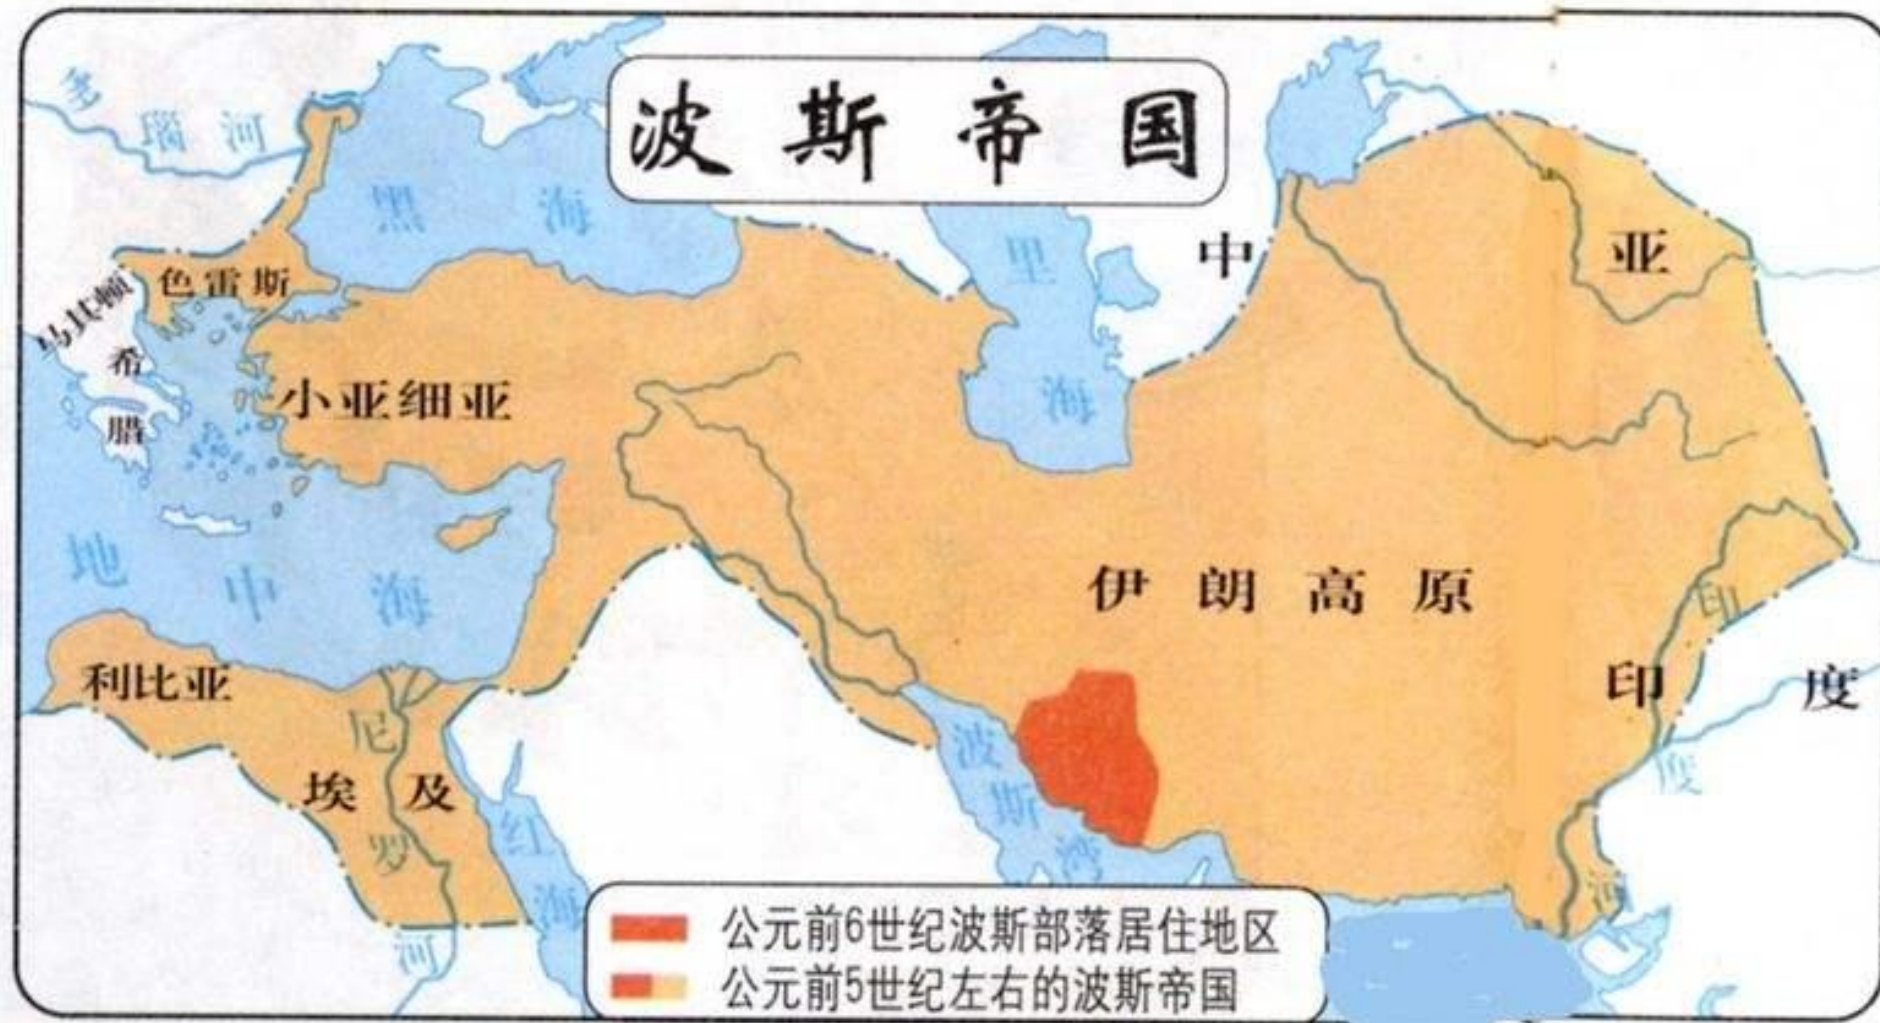 波斯帝国
多瑙河
黑海
里海
中亚
色雷斯
马其顿
希腊
小亚细亚
地中海
伊朗高原
利比亚
埃及
尼罗河
红海
波斯湾
印度
印度河
公元前6世纪波斯部落居住地区
公元前5世纪左右的波斯帝国